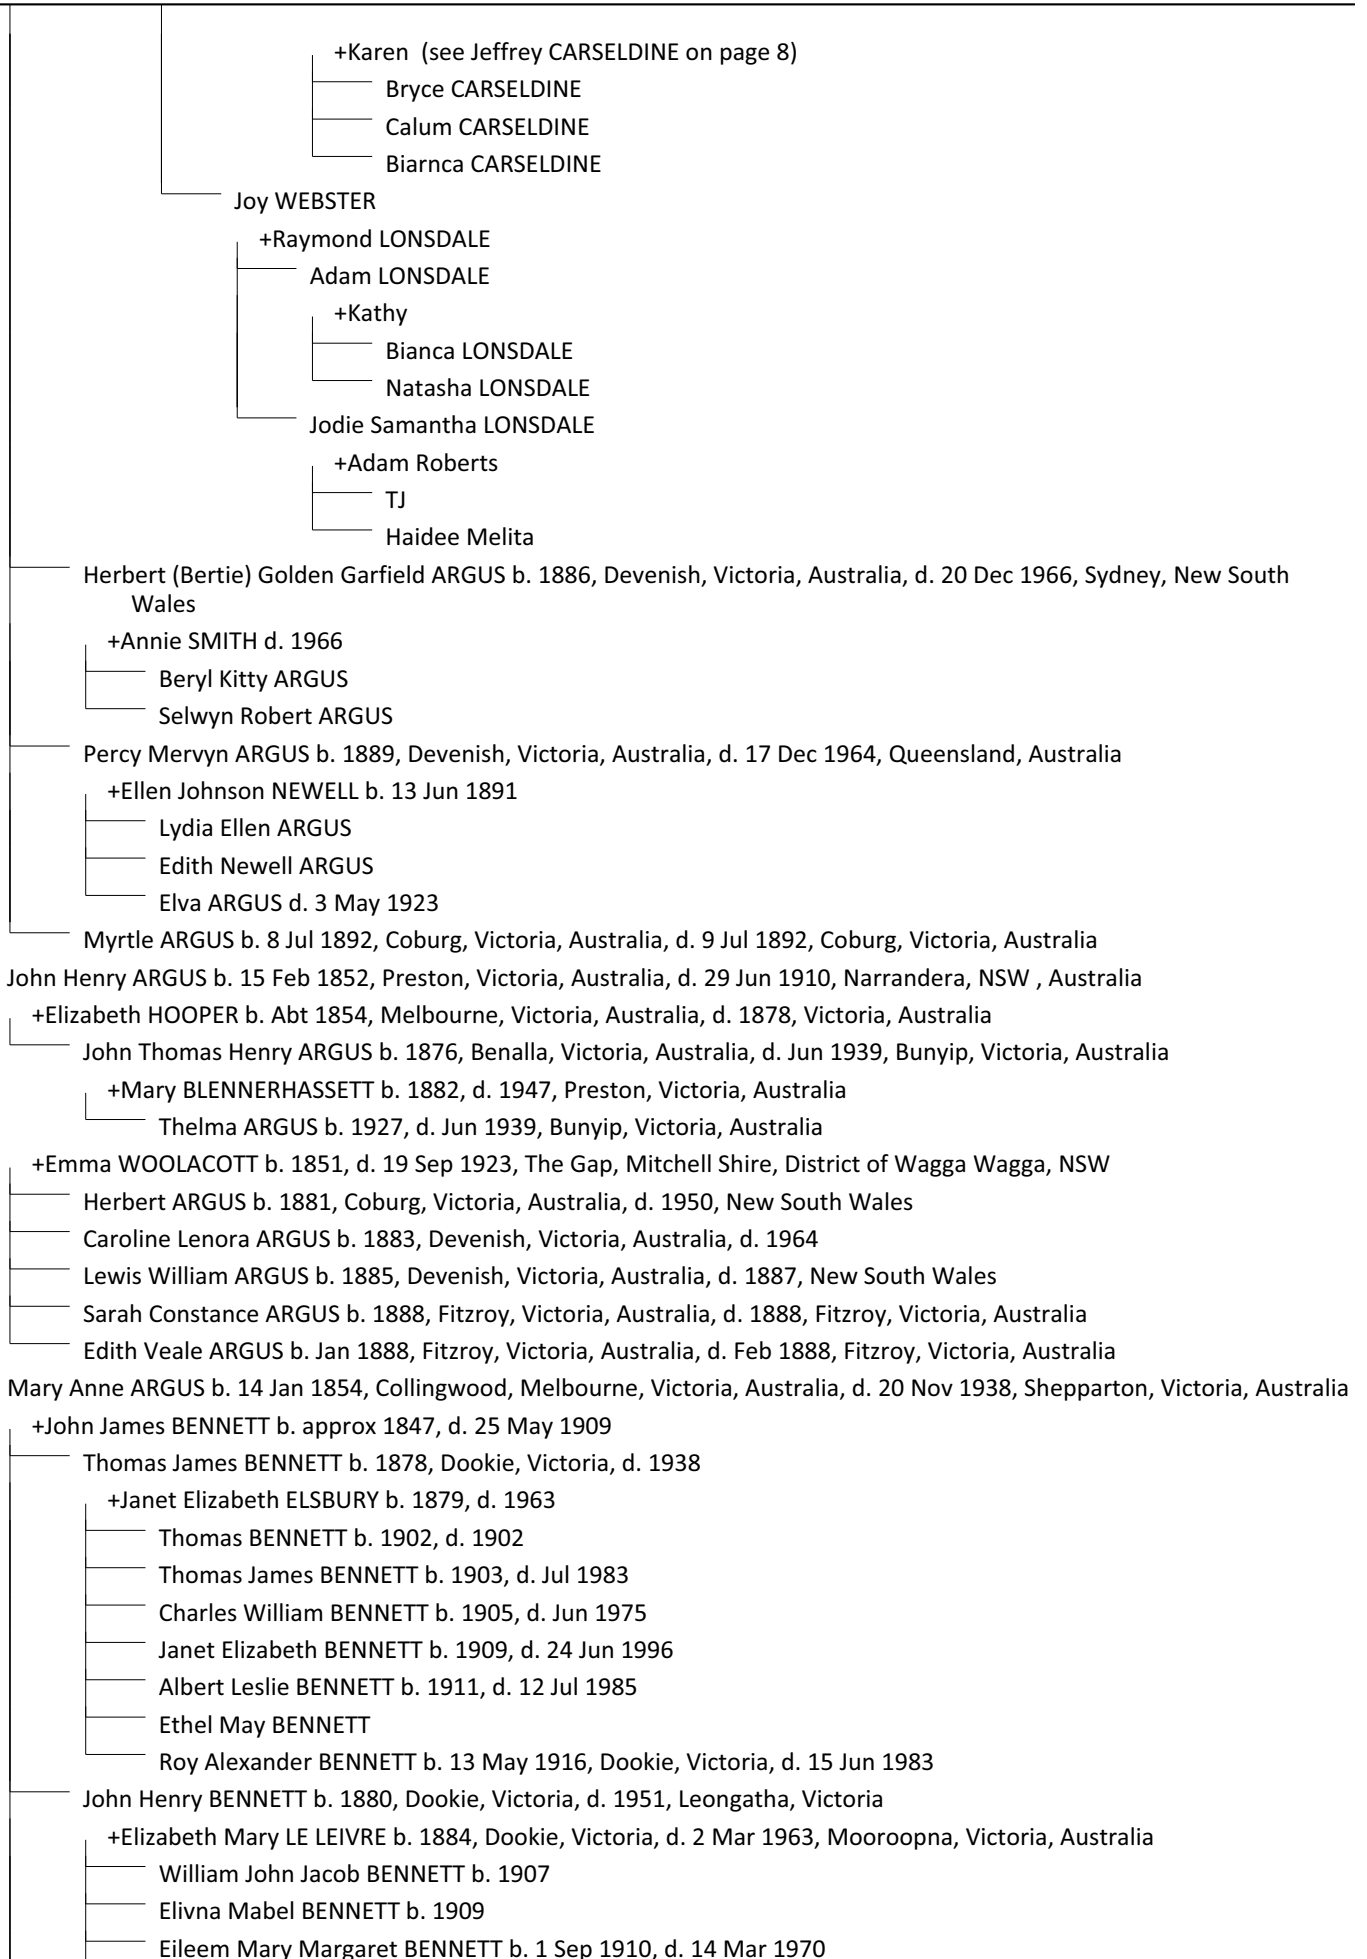 +Karen (see Jeffrey CARSELDINE on page 8)
Bryce CARSELDINE
Calum CARSELDINE
Biarnca CARSELDINE
Joy WEBSTER
+Raymond LONSDALE
Adam LONSDALE
+Kathy
Bianca LONSDALE
Natasha LONSDALE
Jodie Samantha LONSDALE
+Adam Roberts
TJ
Haidee Melita
Herbert (Bertie) Golden Garfield ARGUS b. 1886, Devenish, Victoria, Australia, d. 20 Dec 1966, Sydney, New South
Wales
+Annie SMITH d. 1966
Beryl Kitty ARGUS
Selwyn Robert ARGUS
Percy Mervyn ARGUS b. 1889, Devenish, Victoria, Australia, d. 17 Dec 1964, Queensland, Australia
+Ellen Johnson NEWELL b. 13 Jun 1891
Lydia Ellen ARGUS
Edith Newell ARGUS
Elva ARGUS d. 3 May 1923
Myrtle ARGUS b. 8 Jul 1892, Coburg, Victoria, Australia, d. 9 Jul 1892, Coburg, Victoria, Australia
John Henry ARGUS b. 15 Feb 1852, Preston, Victoria, Australia, d. 29 Jun 1910, Narrandera, NSW , Australia
+Elizabeth HOOPER b. Abt 1854, Melbourne, Victoria, Australia, d. 1878, Victoria, Australia
John Thomas Henry ARGUS b. 1876, Benalla, Victoria, Australia, d. Jun 1939, Bunyip, Victoria, Australia
+Mary BLENNERHASSETT b. 1882, d. 1947, Preston, Victoria, Australia
Thelma ARGUS b. 1927, d. Jun 1939, Bunyip, Victoria, Australia
+Emma WOOLACOTT b. 1851, d. 19 Sep 1923, The Gap, Mitchell Shire, District of Wagga Wagga, NSW
Herbert ARGUS b. 1881, Coburg, Victoria, Australia, d. 1950, New South Wales
Caroline Lenora ARGUS b. 1883, Devenish, Victoria, Australia, d. 1964
Lewis William ARGUS b. 1885, Devenish, Victoria, Australia, d. 1887, New South Wales
Sarah Constance ARGUS b. 1888, Fitzroy, Victoria, Australia, d. 1888, Fitzroy, Victoria, Australia
Edith Veale ARGUS b. Jan 1888, Fitzroy, Victoria, Australia, d. Feb 1888, Fitzroy, Victoria, Australia
Mary Anne ARGUS b. 14 Jan 1854, Collingwood, Melbourne, Victoria, Australia, d. 20 Nov 1938, Shepparton, Victoria, Australia
+John James BENNETT b. approx 1847, d. 25 May 1909
Thomas James BENNETT b. 1878, Dookie, Victoria, d. 1938
+Janet Elizabeth ELSBURY b. 1879, d. 1963
Thomas BENNETT b. 1902, d. 1902
Thomas James BENNETT b. 1903, d. Jul 1983
Charles William BENNETT b. 1905, d. Jun 1975
Janet Elizabeth BENNETT b. 1909, d. 24 Jun 1996
Albert Leslie BENNETT b. 1911, d. 12 Jul 1985
Ethel May BENNETT
Roy Alexander BENNETT b. 13 May 1916, Dookie, Victoria, d. 15 Jun 1983
John Henry BENNETT b. 1880, Dookie, Victoria, d. 1951, Leongatha, Victoria
+Elizabeth Mary LE LEIVRE b. 1884, Dookie, Victoria, d. 2 Mar 1963, Mooroopna, Victoria, Australia
William John Jacob BENNETT b. 1907
Elivna Mabel BENNETT b. 1909
Eileem Mary Margaret BENNETT b. 1 Sep 1910, d. 14 Mar 1970